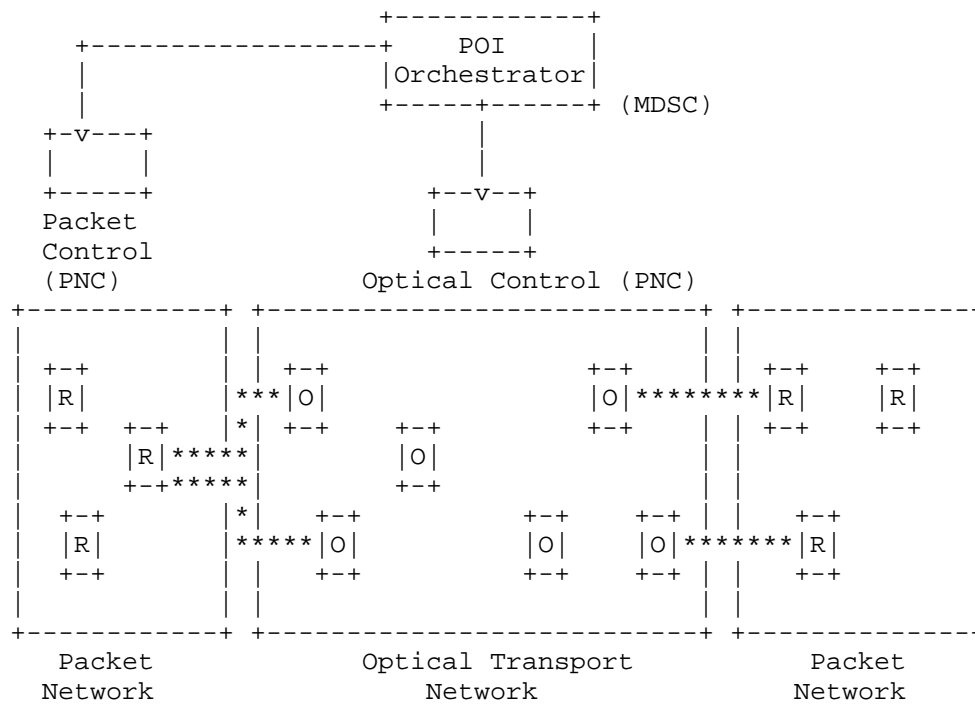 POI
Orchestrator
(MDSC)
Packet
Control
(PNC)
Optical Control (PNC)
R O O R R
R O
R O O O R
Packet Optical Transport Packet
Network Network Network